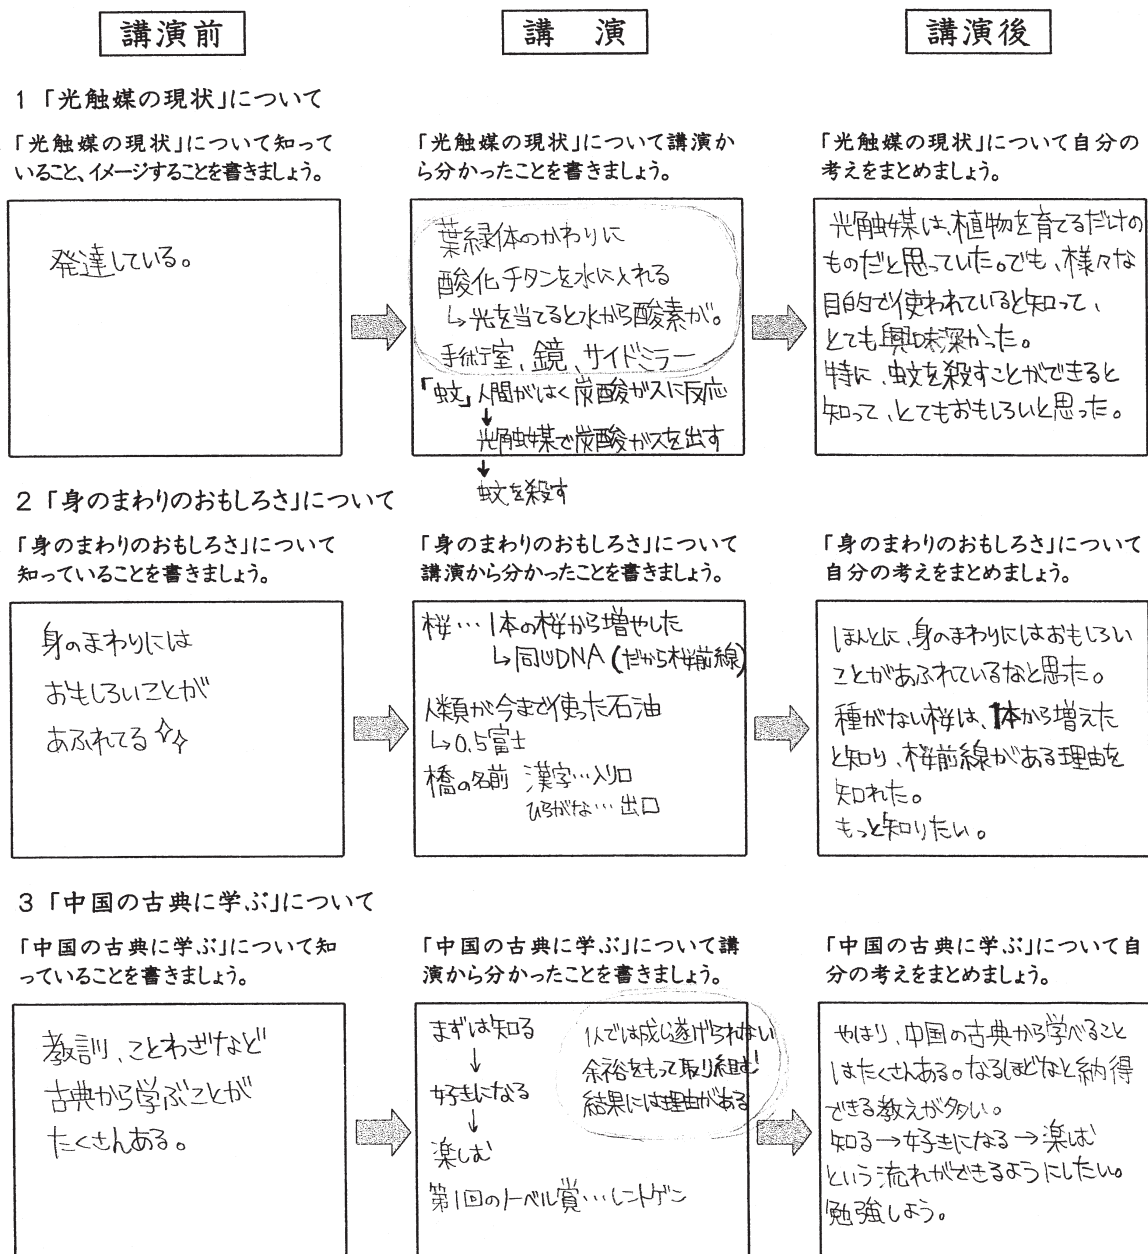 講演前
講　演
講演後
1 「光触媒の現状」について
「光触媒の現状」について知って
いること、イメージすることを書きましょう。
発達している。
「光触媒の現状」について講演か
ら分かったことを書きましょう。
葉緑体のかわりに
酸化チタンを水に入れる
↳光を当てると水から酸素が。
手術室、鏡、サイドミラー
「蚊」人間がはく炭酸ガスに反応
↓
光触媒で炭酸ガスを出す
↓
蚊を殺す
「光触媒の現状」について自分の
考えをまとめましょう。
光触媒は、植物を育てるだけの
ものだと思っていた。でも、様々な
目的で使われていると知って、
とても興味深かった。
特に、蚊を殺すことができると
知って、とてもおもしろいと思った。
2 「身のまわりのおもしろさ」について
「身のまわりのおもしろさ」について
知っていることを書きましょう。
身のまわりには
おもしろいことが
あふれてる
「身のまわりのおもしろさ」について
講演から分かったことを書きましょう。
桜…1本の桜から増やした
↳同じDNA(だから桜前線)
人類が今まで使った石油
↳0.5富士
橋の名前 漢字…入り口
ひらがな…出口
「身のまわりのおもしろさ」について
自分の考えをまとめましょう。
ほんとに、身のまわりにはおもしろい
ことがあふれているなと思った。
種がない桜は、1本から増えた
と知り、桜前線がある理由を
知れた。
もっと知りたい。
3 「中国の古典に学ぶ」について
「中国の古典に学ぶ」について知
っていることを書きましょう。
教訓、ことわざなど
古典から学ぶことが
たくさんある。
「中国の古典に学ぶ」について講
演から分かったことを書きましょう。
まずは知る
↓
好きになる
↓
楽しむ
1人では成し遂げられない
余裕をもって取り組む!
結果には理由がある
第1回のノーベル賞…レントゲン
「中国の古典に学ぶ」について自
分の考えをまとめましょう。
やはり、中国の古典から学べること
はたくさんある。なるほどなと納得
できる教えが多い。
知る→好きになる→楽しむ
という流れができるようにしたい。
勉強しよう。